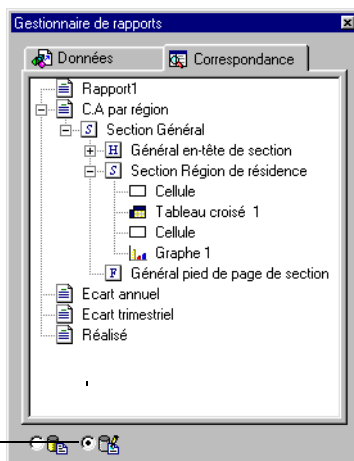 Gestionnaire de rapports
Données
Correspondance
Rapport1
C.A par région
S Section Général
H Général en-tête de section
S Section Région de résidence
Cellule
Tableau croisé 1
Cellule
Graphe 1
F Général pied de page de section
Ecart annuel
Ecart trimestriel
Réalisé